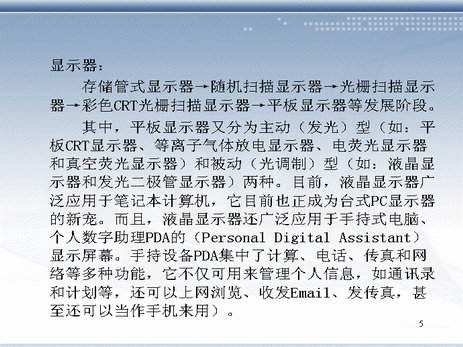 显示器：
存储管式显示器→随机扫描显示器→光栅扫描显示
器→彩色CRT光栅扫描显示器→平板显示器等发展阶段。
其中，平板显示器又分为主动（发光）型（如：平
板CRT显示器、等离子气体放电显示器、电荧光显示器
和真空荧光显示器）和被动（光调制）型（如：液晶显
示器和发光二极管显示器）两种。目前，液晶显示器广
泛应用于笔记本计算机，它目前也正成为台式PC显示器
的新宠。而且，液晶显示器还广泛应用于手持式电脑、
个人数字助理PDA的（Personal Digital Assistant）
显示屏幕。手持设备PDA集中了计算、电话、传真和网
络等多种功能，它不仅可用来管理个人信息，如通讯录
和计划等，还可以上网浏览、收发Email、发传真，甚
至还可以当作手机来用）。
5